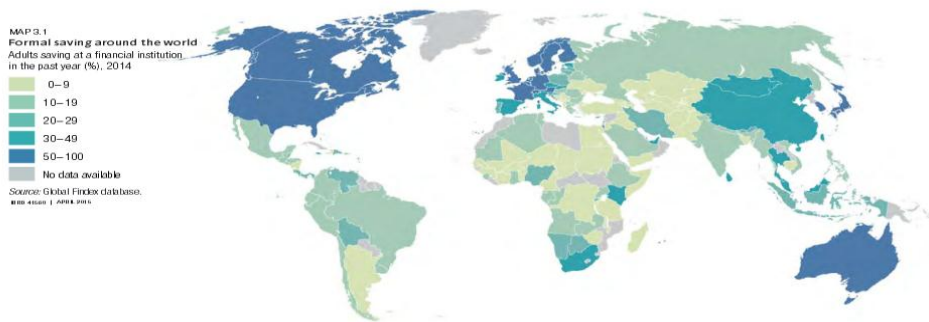 MAP 3.1
Formal saving around the world
Adults saving at a financial institution
in the past year (%), 2014
0–9
10–19
20–29
30–49
50–100
No data available
Source: Global Findex database.
APRIL 2015